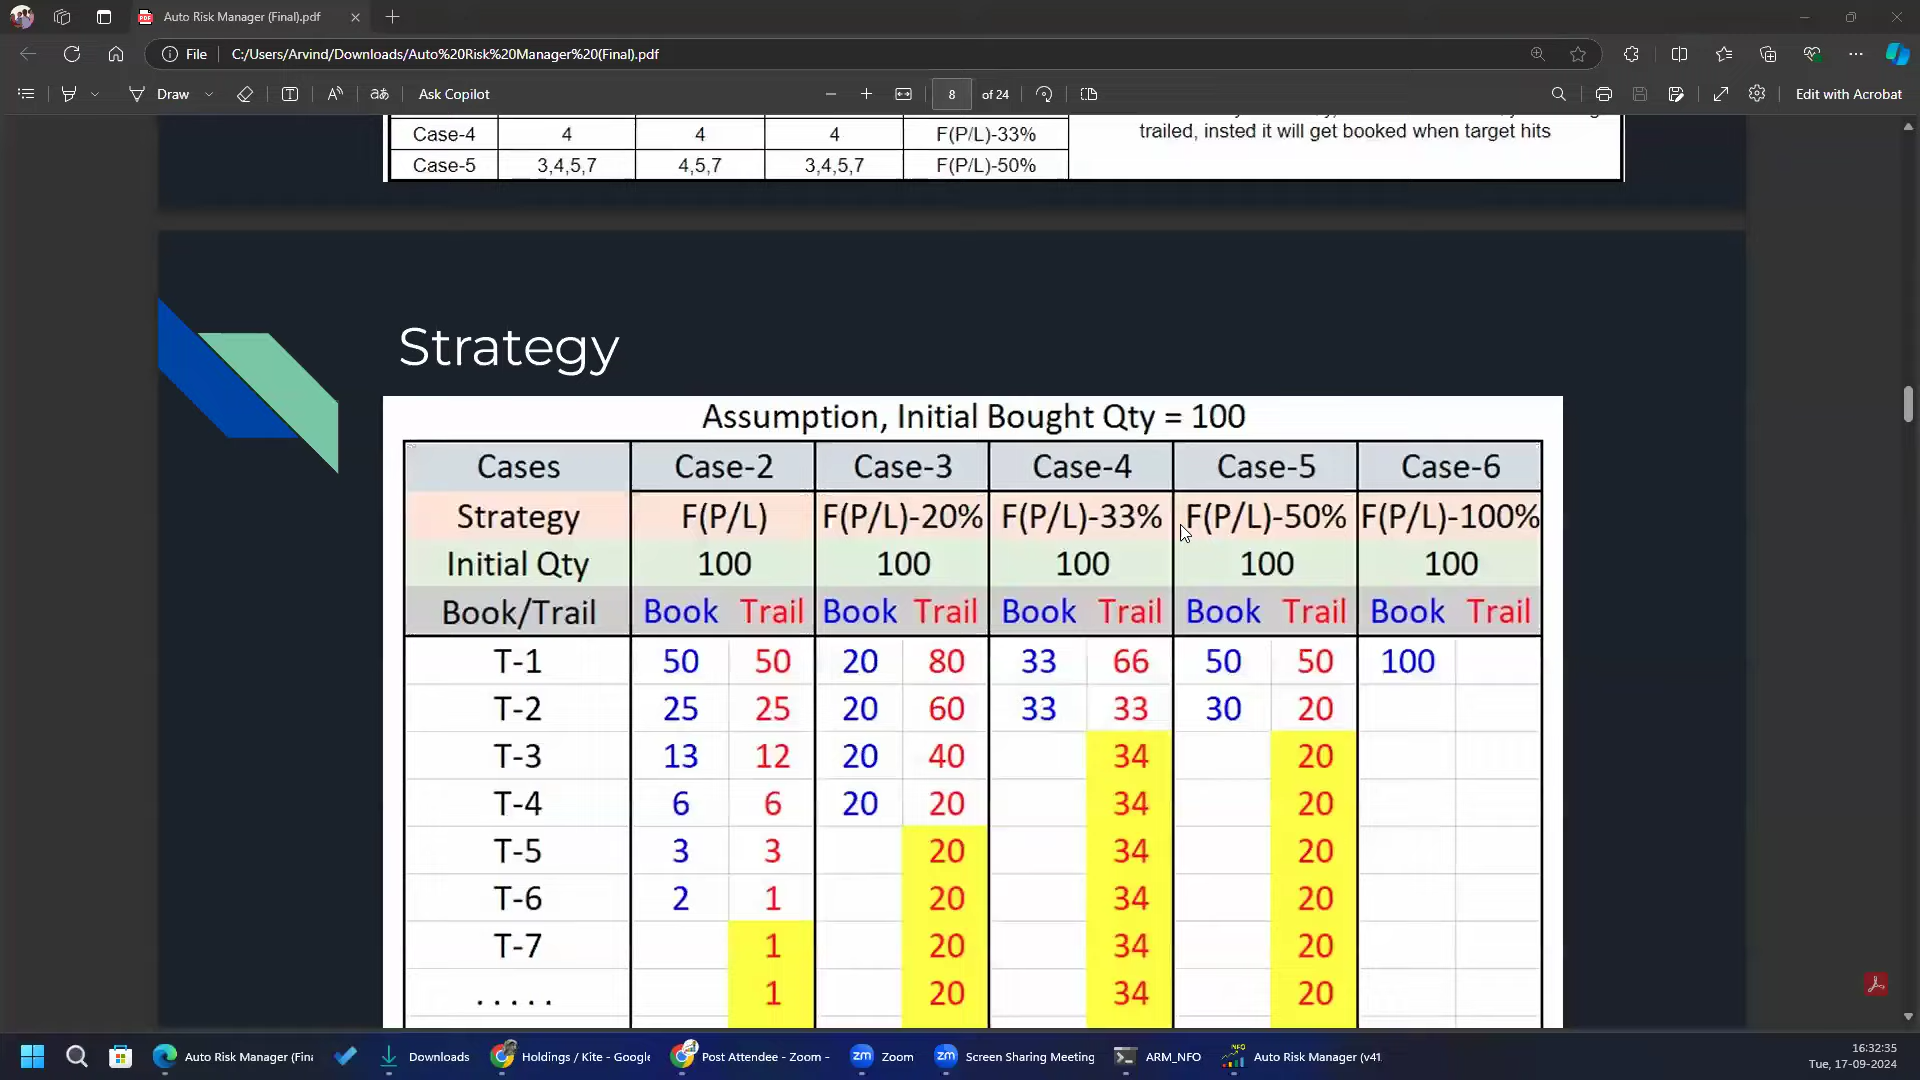 Auto Risk Manager (Final).pdf
File C:/Users/Arvind/Downloads/Auto%20Risk%20Manager%20(Final).pdf
Draw Ask Copilot 8 of 24 Edit with Acrobat
Case-4 4 4 4 F(P/L)-33% trailed, insted it will get booked when target hits
Case-5 3,4,5,7 4,5,7 3,4,5,7 F(P/L)-50%
Strategy
Assumption, Initial Bought Qty = 100
Cases Case-2 Case-3 Case-4 Case-5 Case-6
Strategy F(P/L) F(P/L)-20% F(P/L)-33% F(P/L)-50% F(P/L)-100%
Initial Qty 100 100 100 100 100
Book/Trail Book Trail Book Trail Book Trail Book Trail Book Trail
T-1 50 50 20 80 33 66 50 50 100
T-2 25 25 20 60 33 33 30 20
T-3 13 12 20 40 34 20
T-4 6 6 20 20 34 20
T-5 3 3 20 34 20
T-6 2 1 20 34 20
T-7 1 20 34 20
. . . . . 1 20 34 20
Auto Risk Manager (Fina Downloads Holdings / Kite - Google Post Attendee - Zoom - Zoom Screen Sharing Meeting ARM_NFO NFO Auto Risk Manager (v41 16:32:35
Tue, 17-09-2024